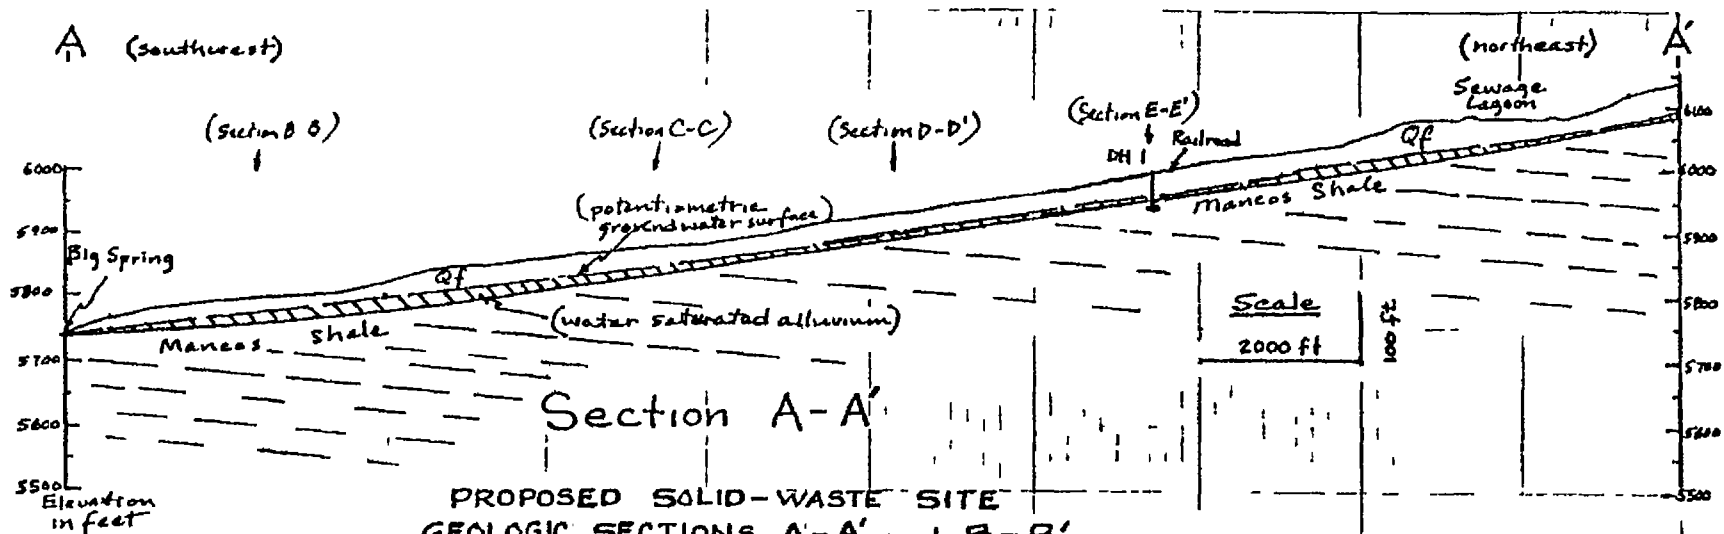 A (southwest)
(northeast) A'
Sewage
Lagoon
(Section B B)
(Section C-C)
(Section D-D')
(Section E-E')
DH 1
Railroad
Qf
6100
6000
6000
(potentiometric
groundwater surface)
Mancos Shale
5900
5900
Big Spring
Qf
5800
5800
(water saturated alluvium)
Mancos Shale
Scale
2000 ft
100 ft
5700
5700
Section A-A'
5600
5600
5500
5500
Elevation
in feet
PROPOSED SOLID-WASTE SITE
GEOLOGIC SECTIONS A-A' B-B'